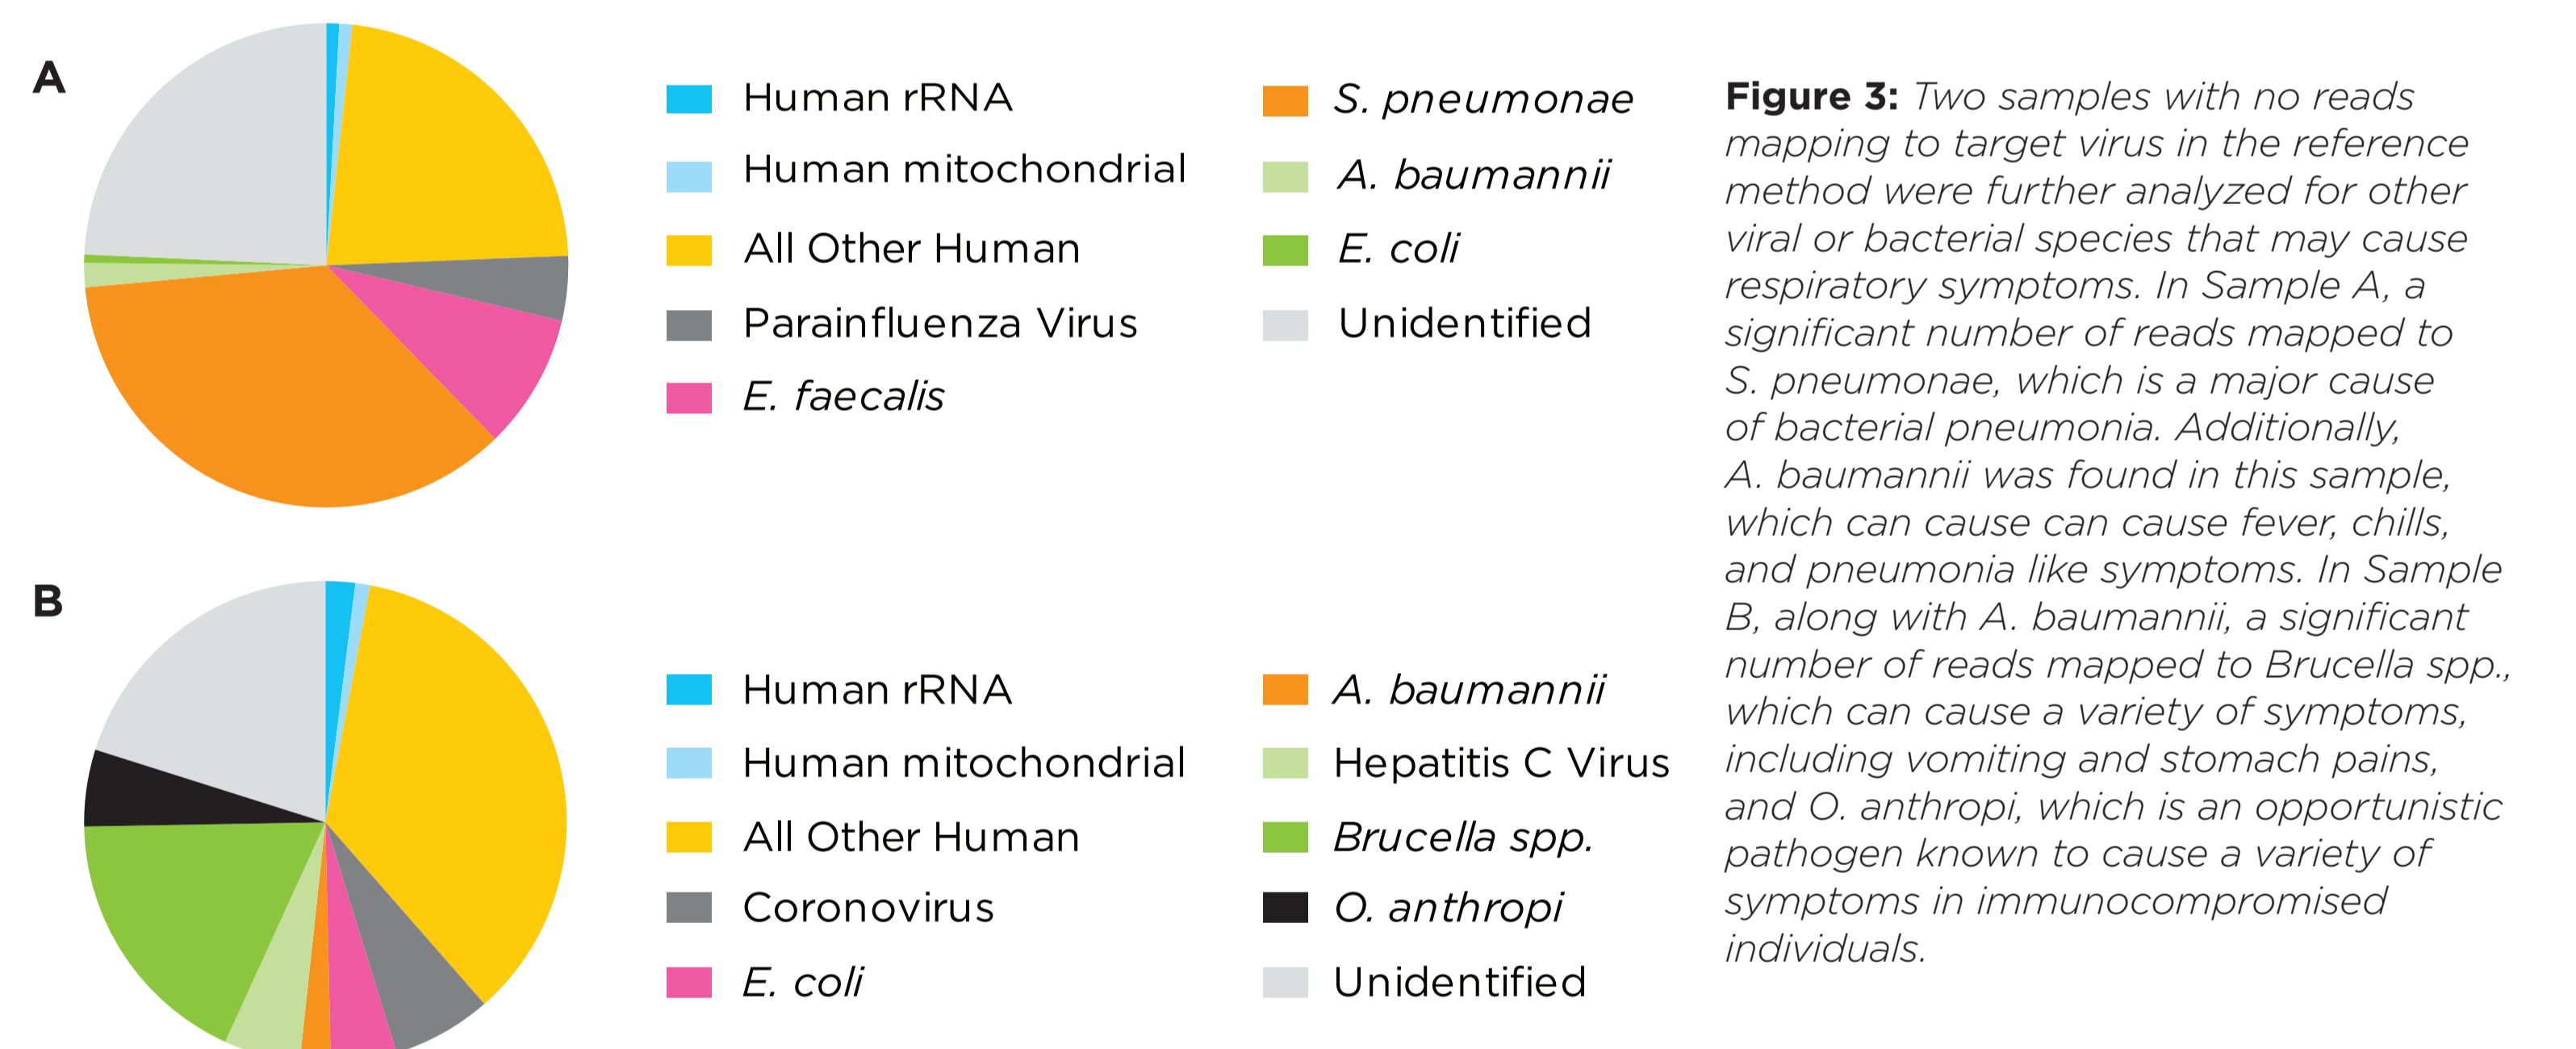 A
Human rRNA
Human mitochondrial
All Other Human
Parainfluenza Virus
E. faecalis
S. pneumonae
A. baumannii
E. coli
Unidentified
B
Human rRNA
Human mitochondrial
All Other Human
Coronovirus
E. coli
A. baumannii
Hepatitis C Virus
Brucella spp.
O. anthropi
Unidentified
Figure 3: Two samples with no reads
mapping to target virus in the reference
method were further analyzed for other
viral or bacterial species that may cause
respiratory symptoms. In Sample A, a
significant number of reads mapped to
S. pneumonae, which is a major cause
of bacterial pneumonia. Additionally,
A. baumannii was found in this sample,
which can cause can cause fever, chills,
and pneumonia like symptoms. In Sample
B, along with A. baumannii, a significant
number of reads mapped to Brucella spp.,
which can cause a variety of symptoms,
including vomiting and stomach pains,
and O. anthropi, which is an opportunistic
pathogen known to cause a variety of
symptoms in immunocompromised
individuals.